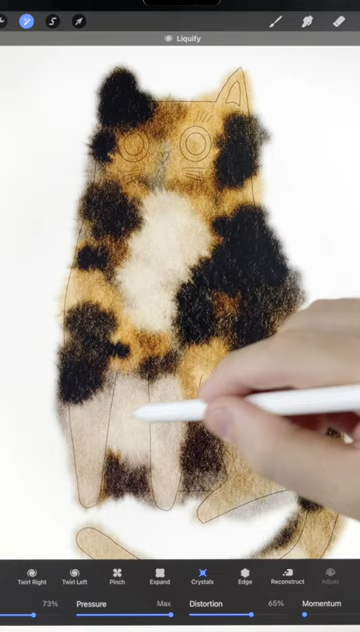 Liquify
Twirl Right Twirl Left Pinch Expand Crystals Edge Reconstruct Adjust
73% Pressure Max Distortion 65% Momentum